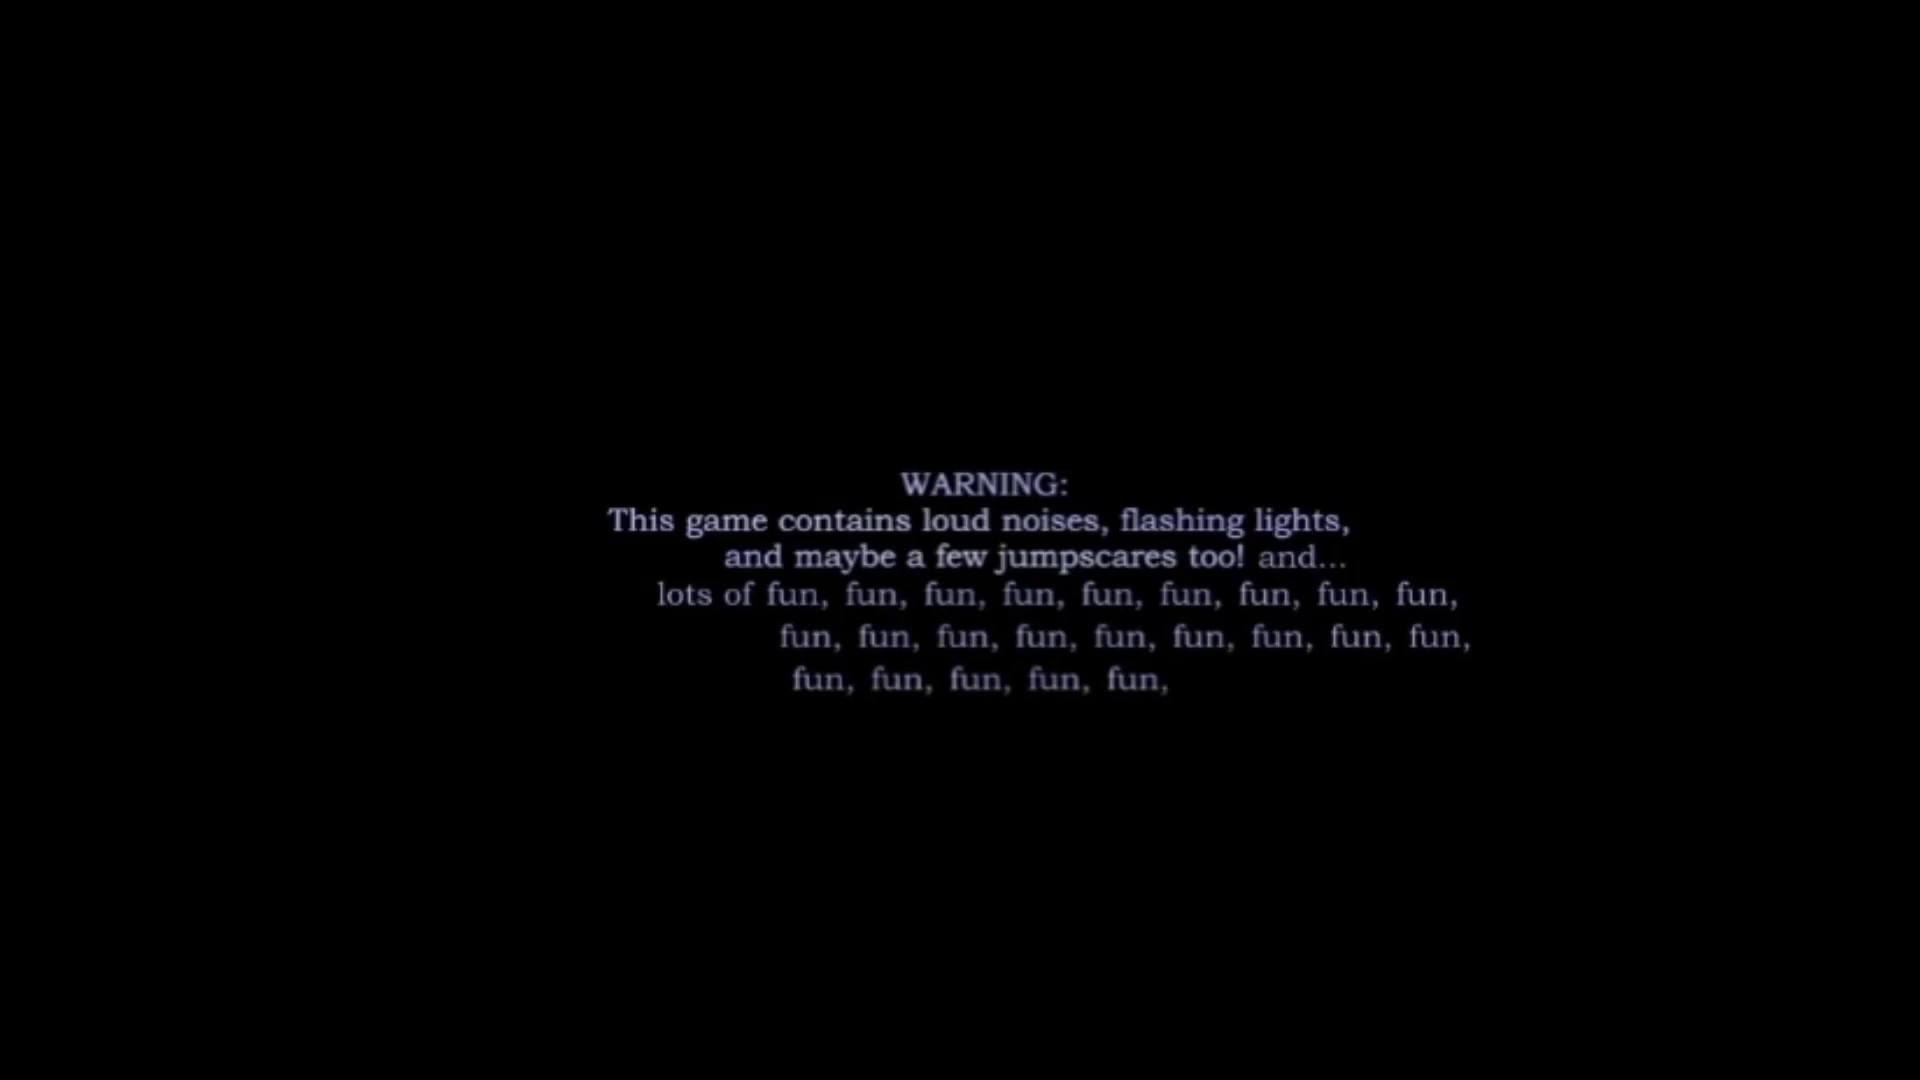 WARNING:
This game contains loud noises, flashing lights,
and maybe a few jumpscares too! and...
lots of fun, fun, fun, fun, fun, fun, fun, fun, fun,
fun, fun, fun, fun, fun, fun, fun, fun, fun,
fun, fun, fun, fun, fun,